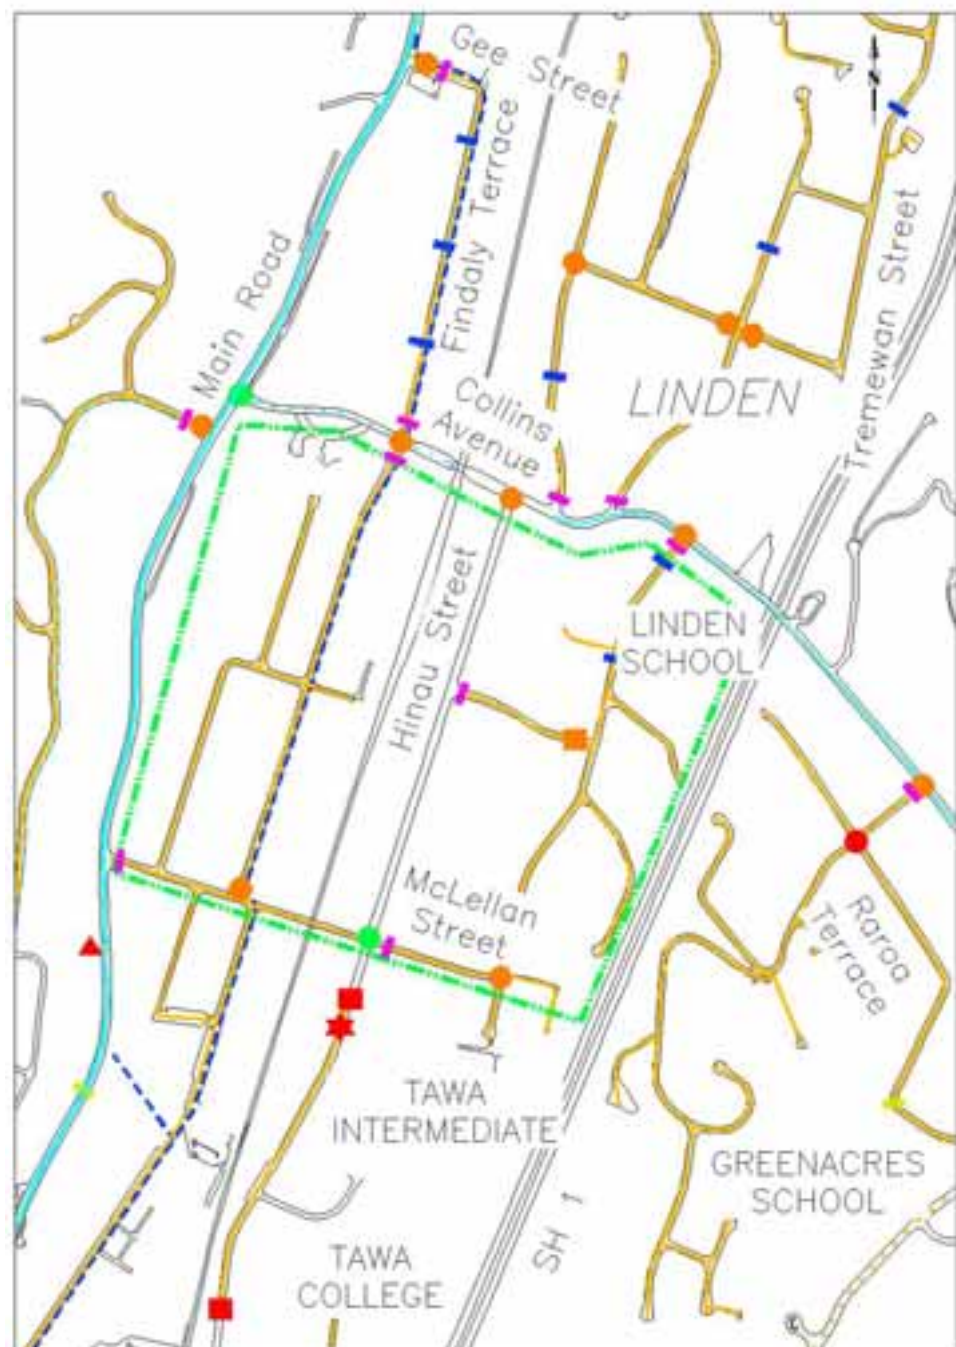 Gee Street
N
Findaly Terrace
Tremewan Street
Main Road
Collins
Avenue
LINDEN
Hinau Street
LINDEN
SCHOOL
McLellan
Street
Raroa
Terrace
TAWA
INTERMEDIATE
GREENACRES
SCHOOL
SH 1
TAWA
COLLEGE